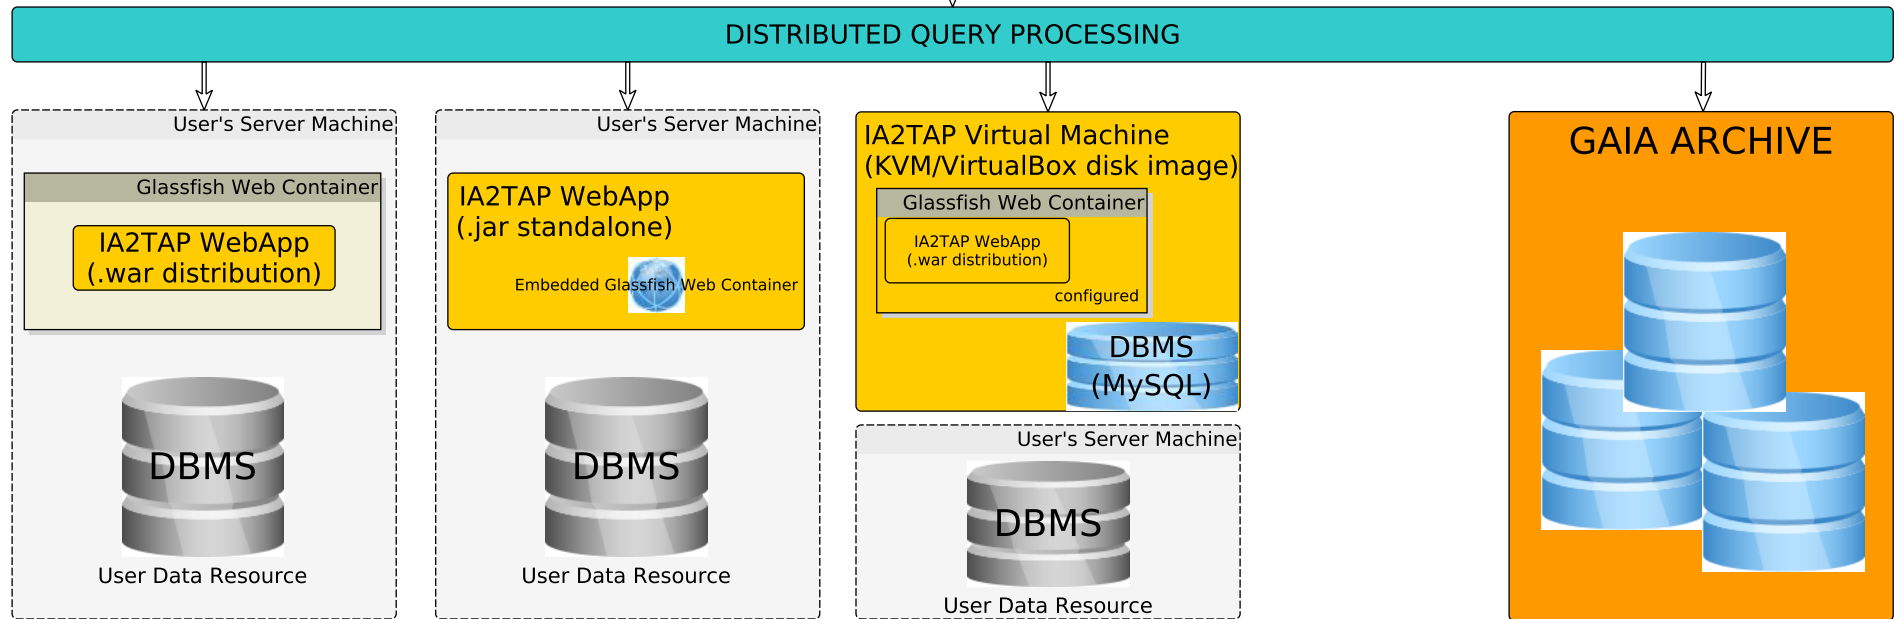 DISTRIBUTED QUERY PROCESSING
User's Server Machine
Glassfish Web Container
IA2TAP WebApp
(.war distribution)
DBMS
User Data Resource
User's Server Machine
IA2TAP WebApp
(.jar standalone)
Embedded Glassfish Web Container
DBMS
User Data Resource
IA2TAP Virtual Machine
(KVM/VirtualBox disk image)
Glassfish Web Container
IA2TAP WebApp
(.war distribution)
configured
DBMS
(MySQL)
User's Server Machine
DBMS
User Data Resource
GAIA ARCHIVE